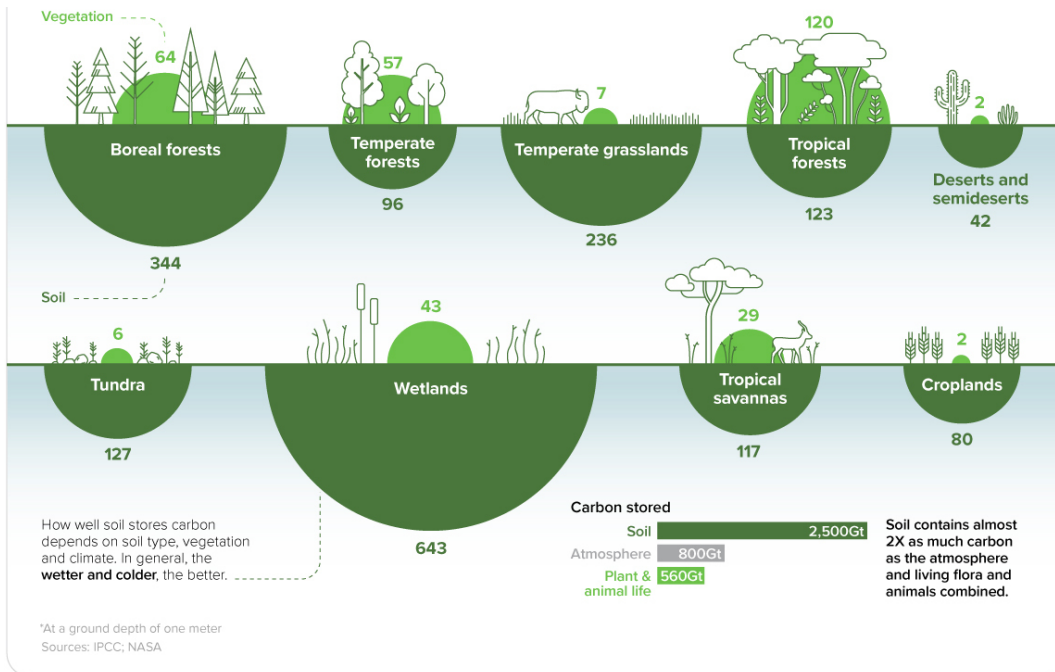 Vegetation
64
57
7
120
2
Boreal forests
Temperate
forests
Temperate grasslands
Tropical
forests
Deserts and
semideserts
344
96
236
123
42
Soil
6
43
29
2
Tundra
Wetlands
Tropical
savannas
Croplands
127
643
117
80
How well soil stores carbon
depends on soil type, vegetation
and climate. In general, the
wetter and colder, the better.
Carbon stored
Soil 2,500Gt
Atmosphere 800Gt
Plant &
animal life 560Gt
Soil contains almost
2X as much carbon
as the atmosphere
and living flora and
animals combined.
*At a ground depth of one meter
Sources: IPCC; NASA